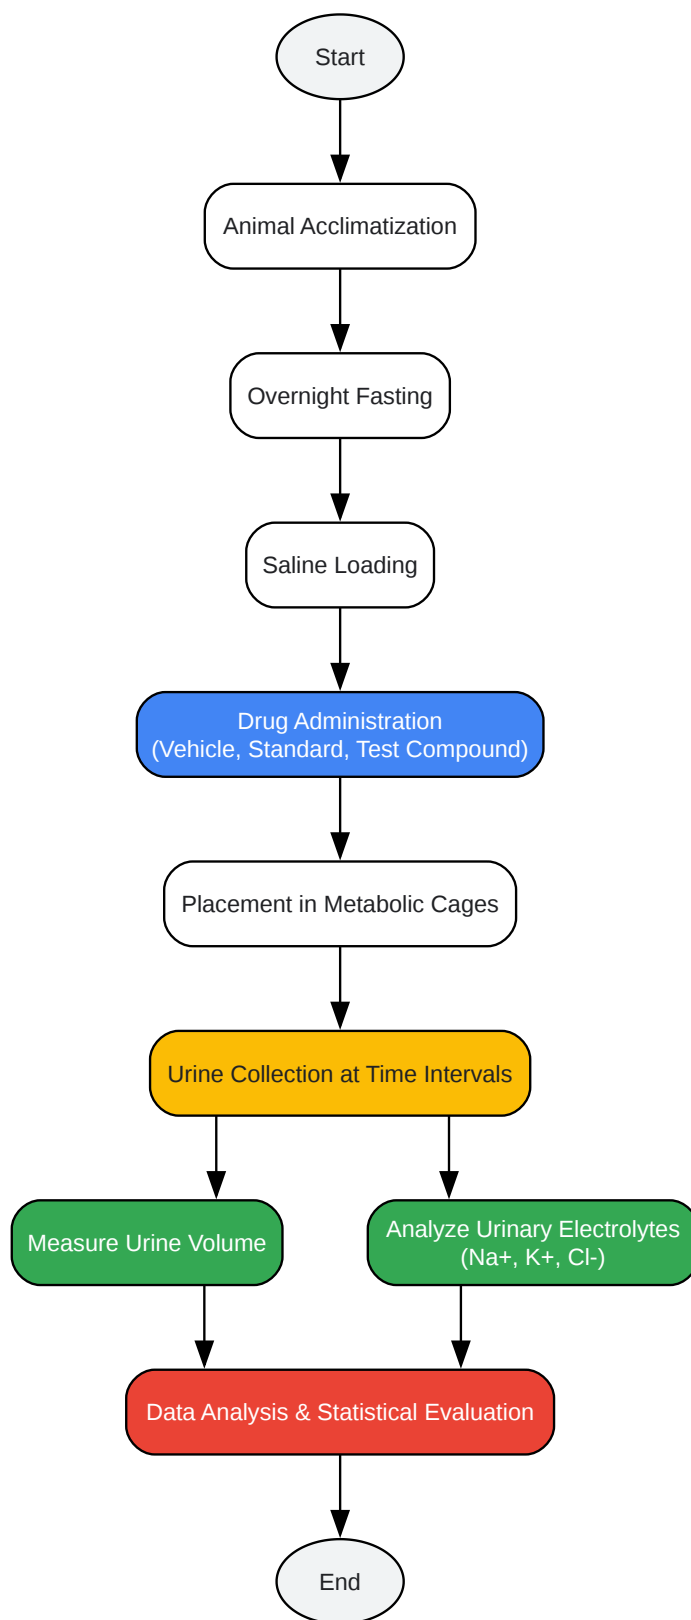 Start
Animal Acclimatization
Overnight Fasting
Saline Loading
Drug Administration
(Vehicle, Standard, Test Compound)
Placement in Metabolic Cages
Urine Collection at Time Intervals
Measure Urine Volume
Analyze Urinary Electrolytes
(Na+, K+, Cl-)
Data Analysis & Statistical Evaluation
End